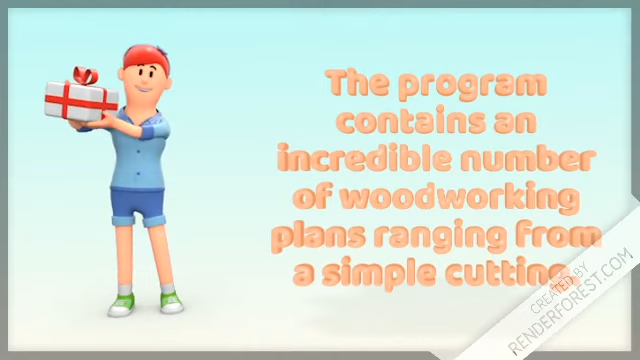 The program
contains an
incredible number
of woodworking
plans ranging from
a simple cutting.
CREATED BY
RENDERFOREST.COM